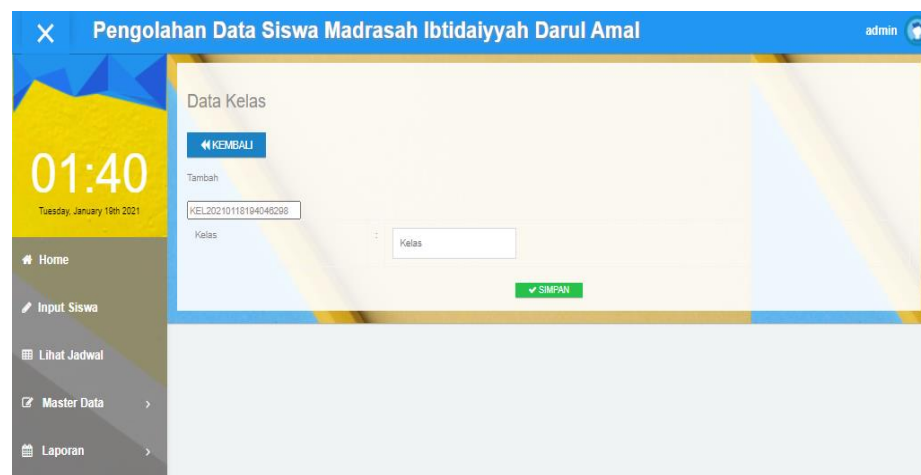 Pengolahan Data Siswa Madrasah Ibtidaiyyah Darul Amal
admin
01:40
Tuesday, January 19th 2021
Home
Input Siswa
Lihat Jadwal
Master Data
Laporan
Data Kelas
KEMBALI
Tambah
KEL20210118194046298
Kelas : Kelas
SIMPAN